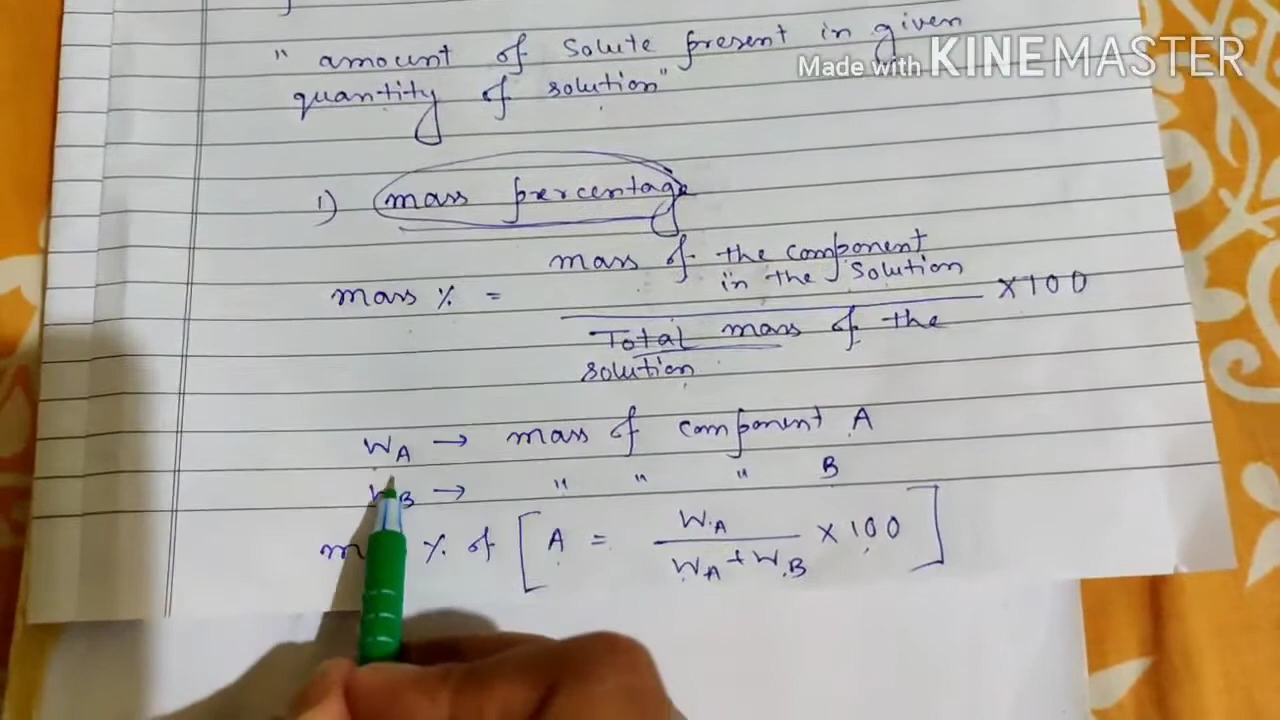 " amount of solute present in given
Made with KINEMASTER
quantity of solution"
1) mass percentage
mass of the component
in the solution
mass % = × 100
Total mass of the
solution
WA → mass of component A
WB → " " " B
% of [ A = WA / WA + WB × 100 ]